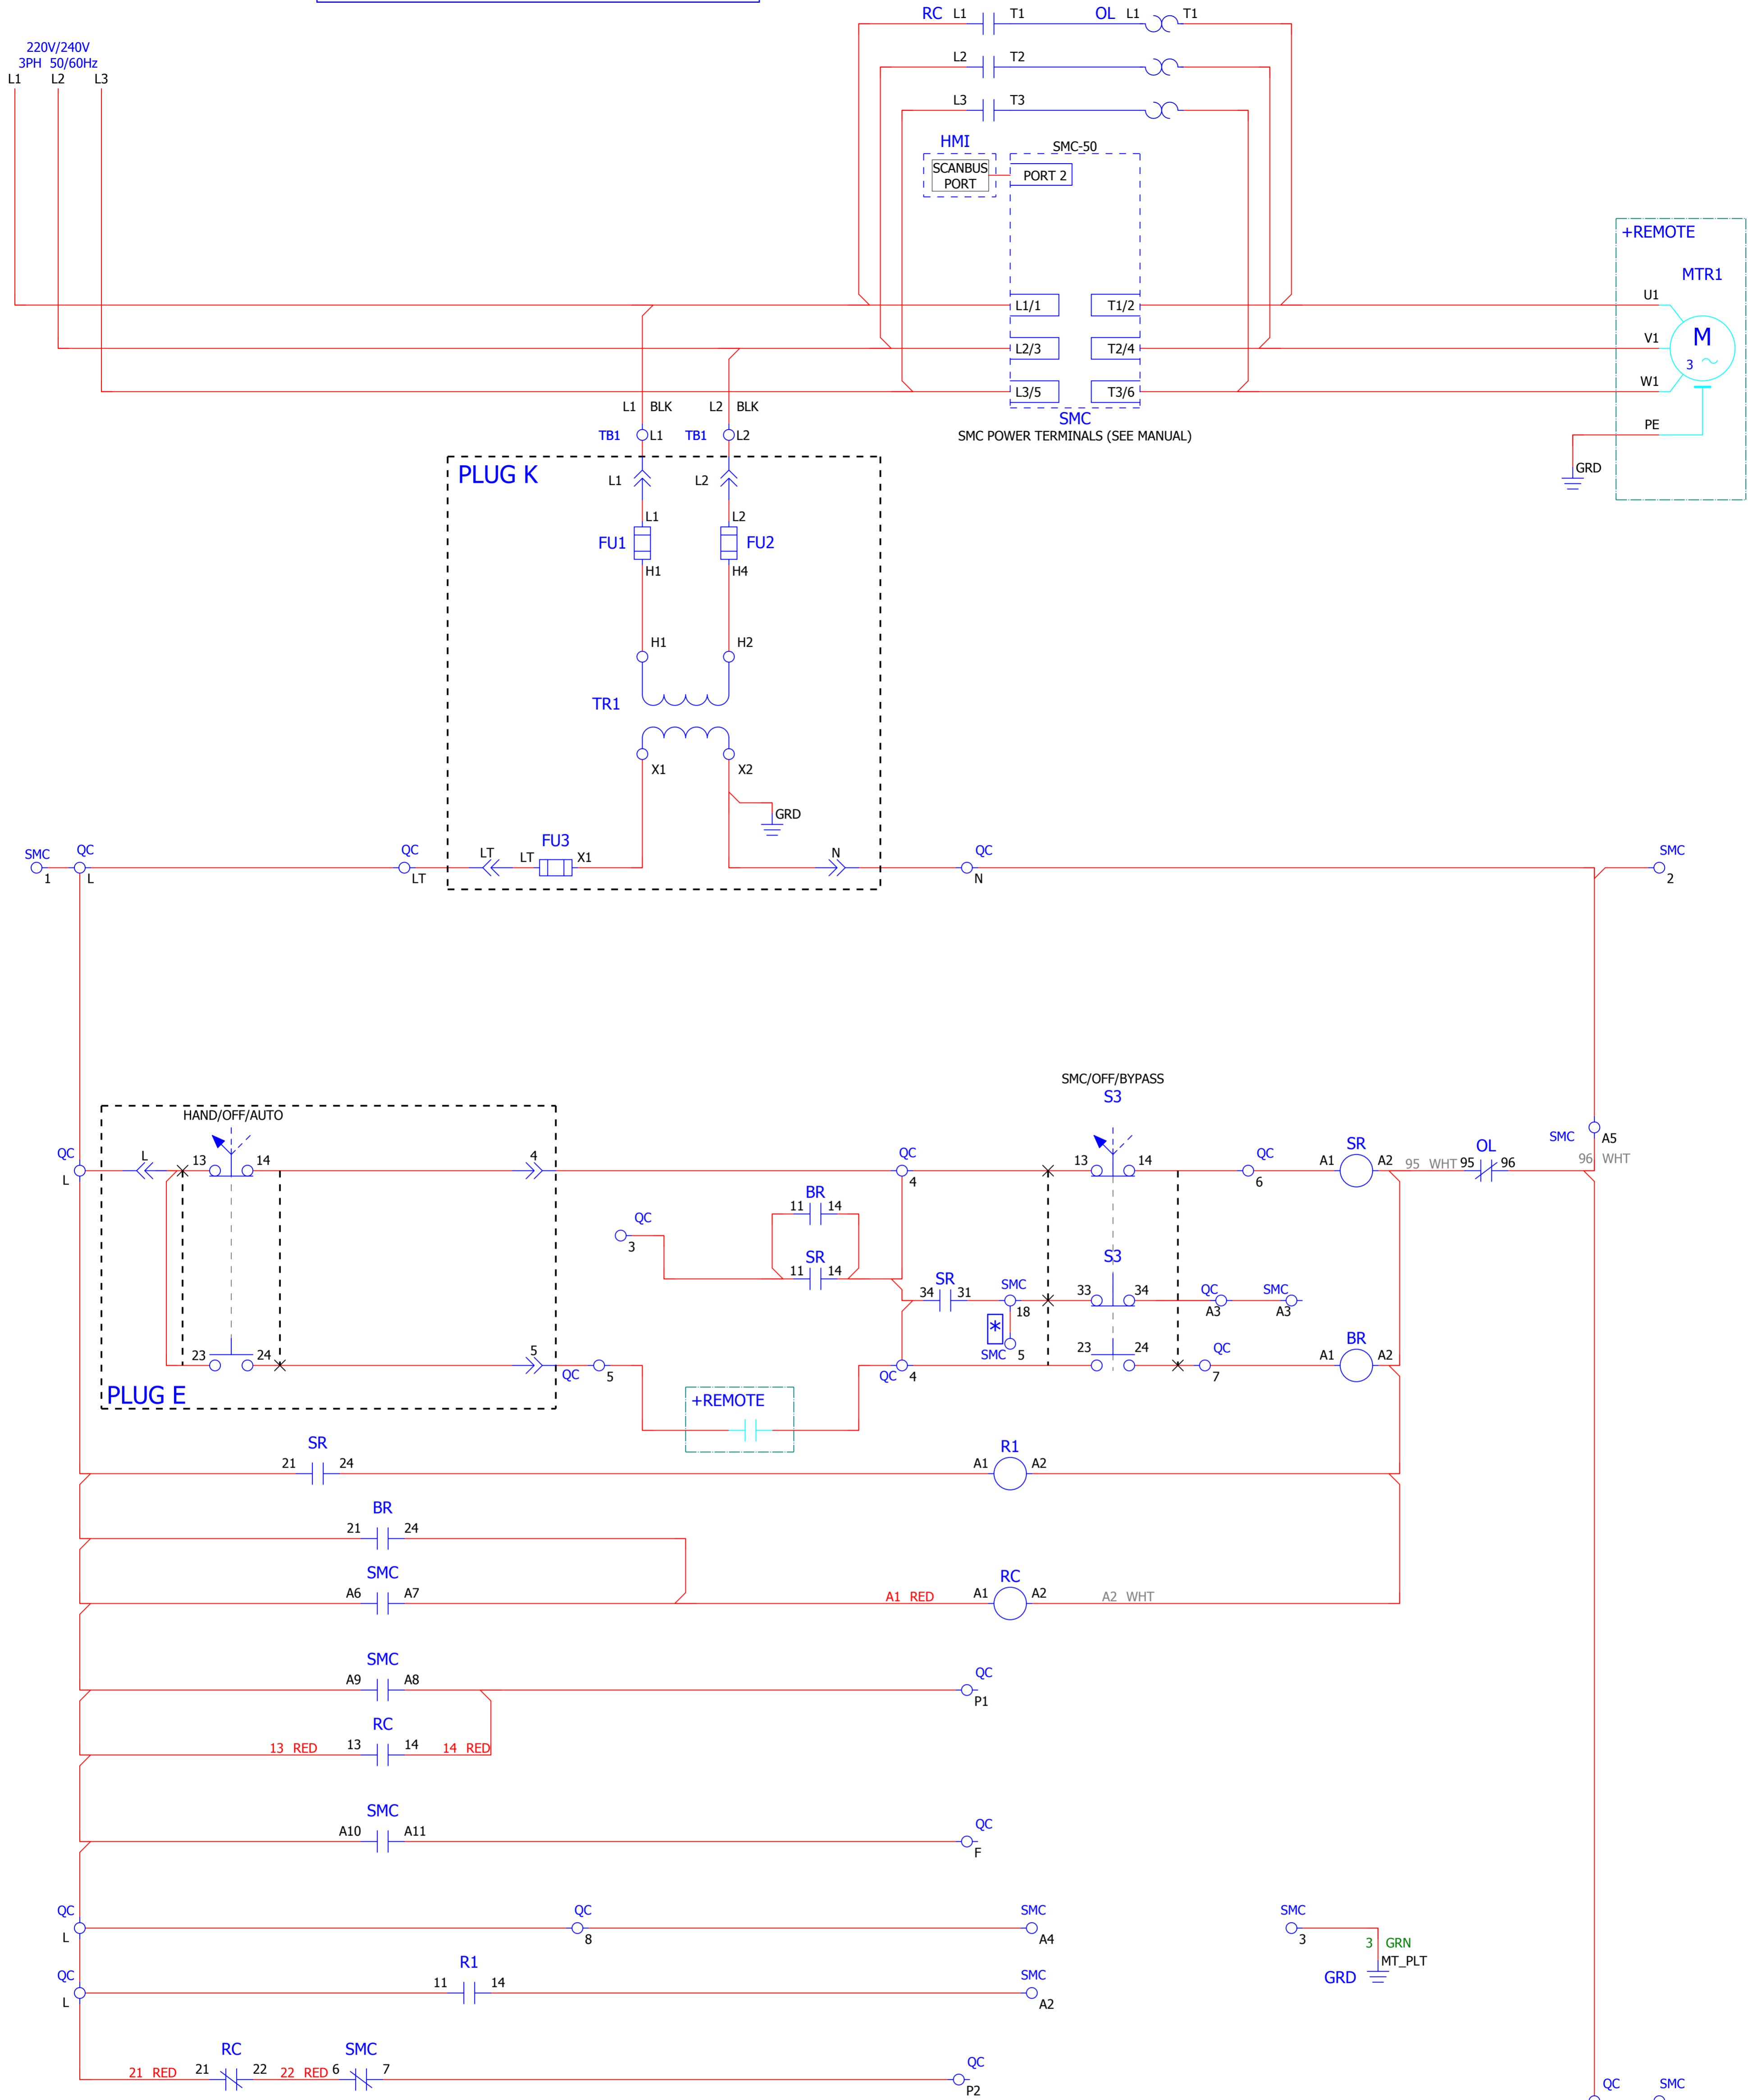 RC L1 T1 OL L1 T1
220V/240V
3PH 50/60Hz
L1 L2 L3
L2 T2
L3 T3
HMI
SMC-50
SCANBUS
PORT
PORT 2
+REMOTE
MTR1
L1/1 T1/2 U1
L2/3 T2/4 V1
M
3
L3/5 T3/6 W1
L1 BLK L2 BLK
SMC
SMC POWER TERMINALS (SEE MANUAL)
PE
GRD
TB1 L1 TB1 L2
PLUG K
L1 L2
L1 L2
FU1 FU2
H1 H4
H1 H2
TR1
X1 X2
GRD
SMC QC QC FU3 QC SMC
1 L LT LT LT X1 N N 2
SMC/OFF/BYPASS
S3
HAND/OFF/AUTO
QC L 13 14 4 QC 13 14 QC SR OL SMC A5
L 4 6 A1 A2 95 WHT 95 96 96 WHT
BR
11 14
QC
3
SR
11 14
S3
SR SMC
34 31 18 33 34 QC SMC
A3 A3
*
SMC 5
23 24 5 QC 5 QC 4 23 24 QC 7 BR A1 A2
PLUG E
+REMOTE
SR R1
21 24 A1 A2
BR
21 24
SMC RC
A6 A7 A1 RED A1 A2 A2 WHT
SMC QC
A9 A8 P1
RC
13 RED 13 14 14 RED
SMC QC
A10 A11 F
QC QC SMC SMC
L 8 A4 3
3 GRN
MT_PLT
GRD
QC R1 SMC
L 11 14 A2
RC SMC QC
21 RED 21 22 22 RED 6 7 P2
QC SMC